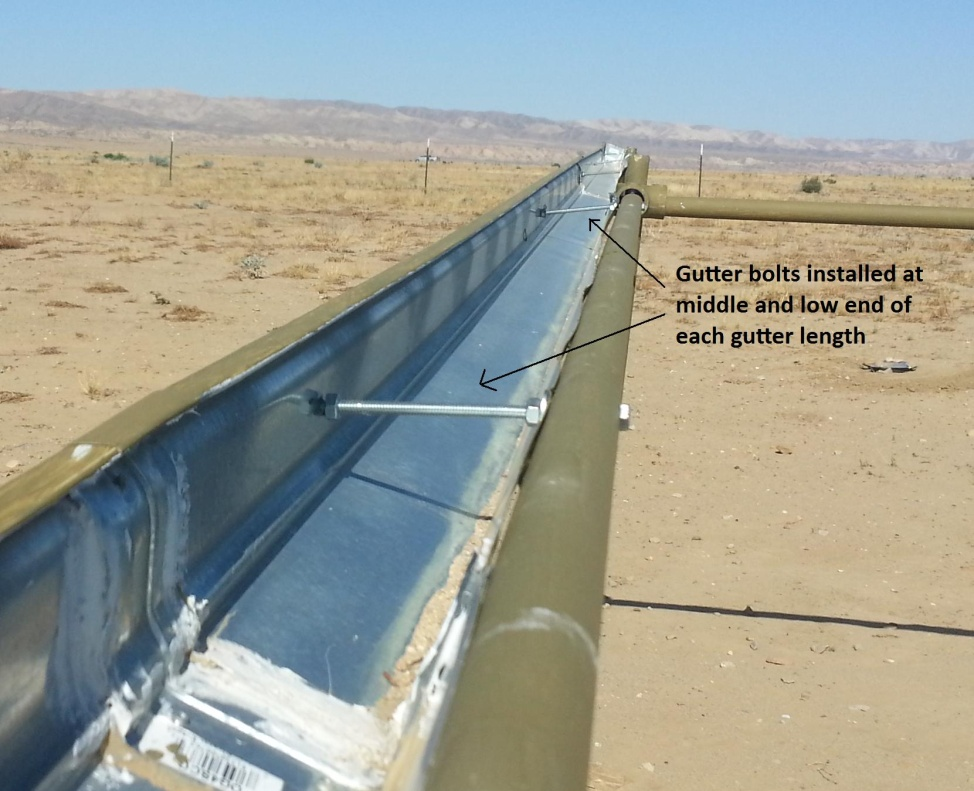 Gutter bolts installed at
middle and low end of
each gutter length